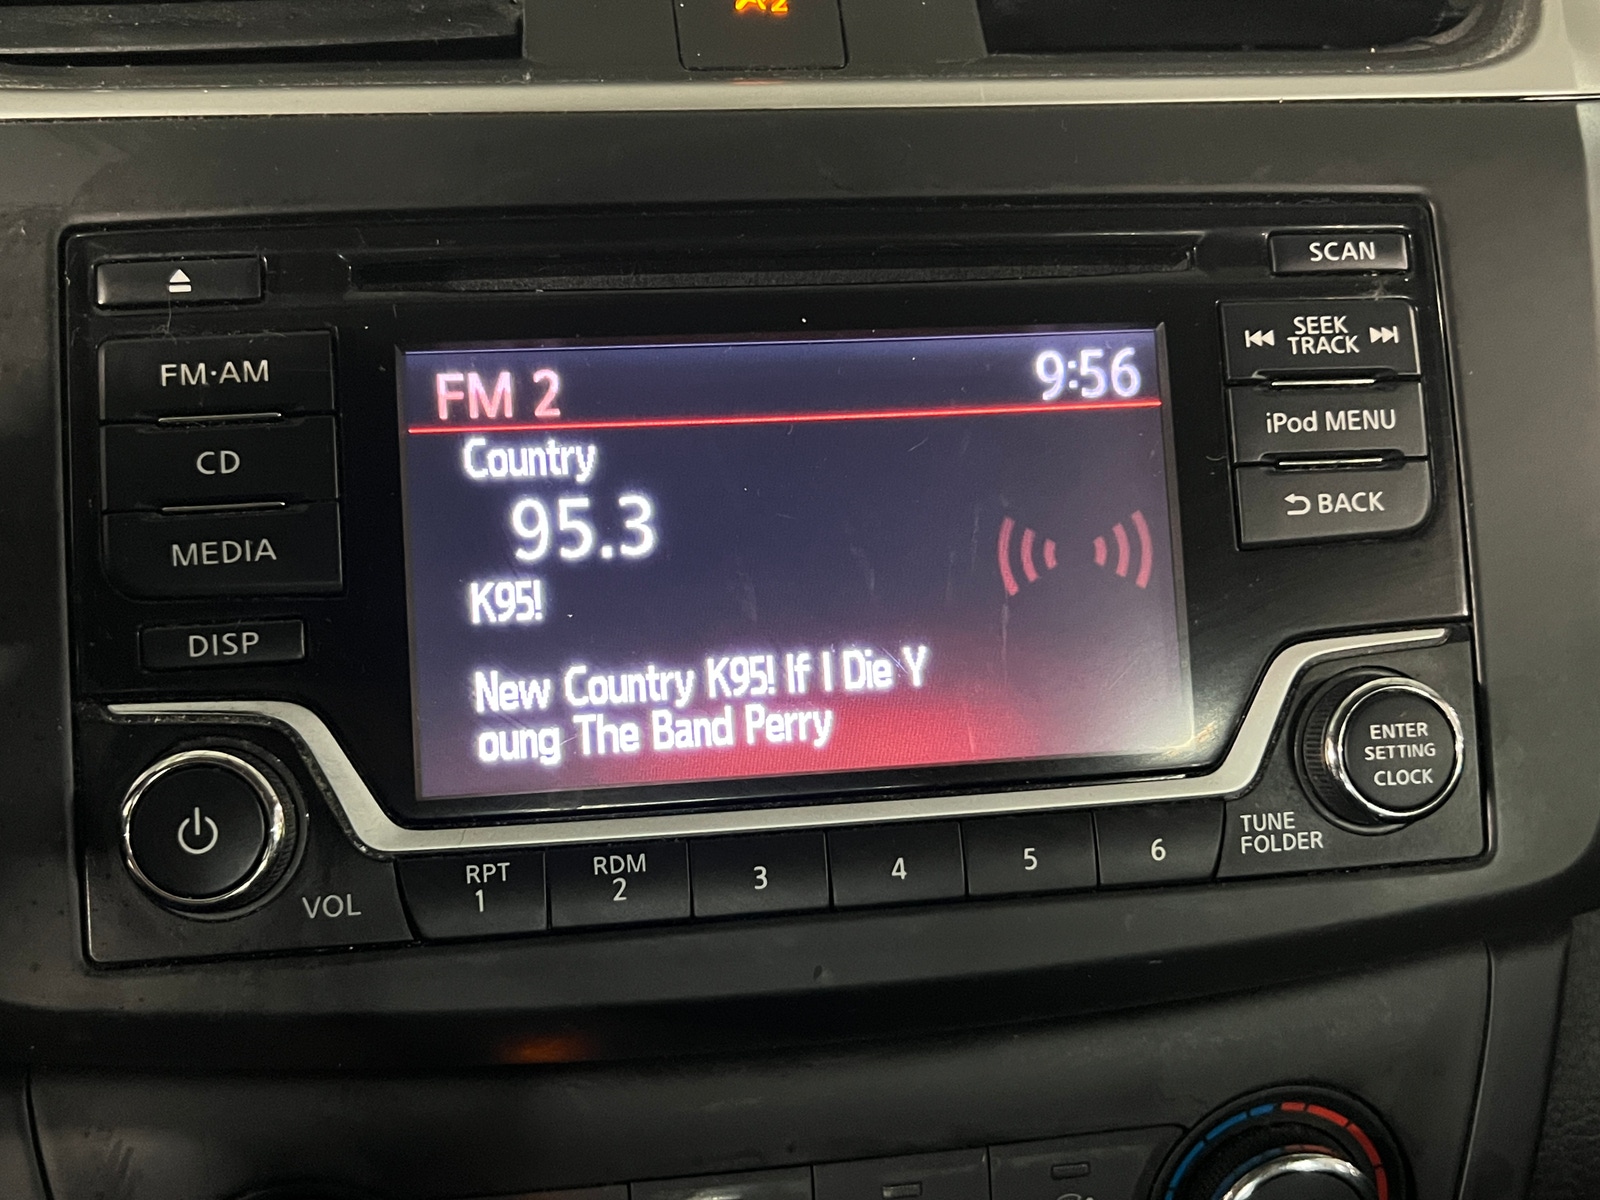 SCAN
FM·AM
CD
MEDIA
DISP
FM 2
9:56
Country
95.3
K95!
New Country K95! If I Die Y
oung The Band Perry
SEEK
TRACK
iPod MENU
BACK
ENTER
SETTING
CLOCK
TUNE
FOLDER
VOL
RPT
1
RDM
2
3
4
5
6